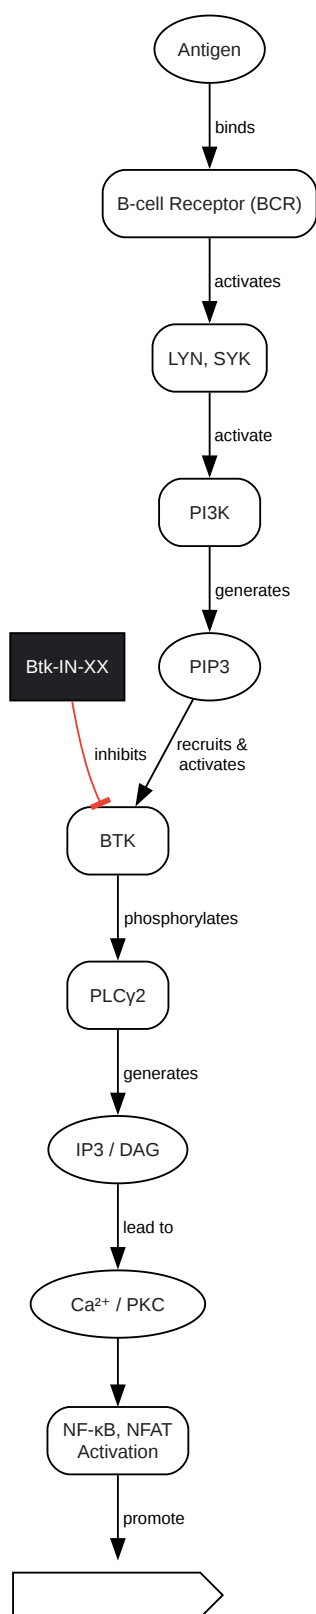 Antigen
binds
B-cell Receptor (BCR)
activates
LYN, SYK
activate
PI3K
generates
Btk-IN-XX
PIP3
inhibits
recruits &
activates
BTK
phosphorylates
PLCγ2
generates
IP3 / DAG
lead to
Ca²⁺ / PKC
NF-κB, NFAT
Activation
promote